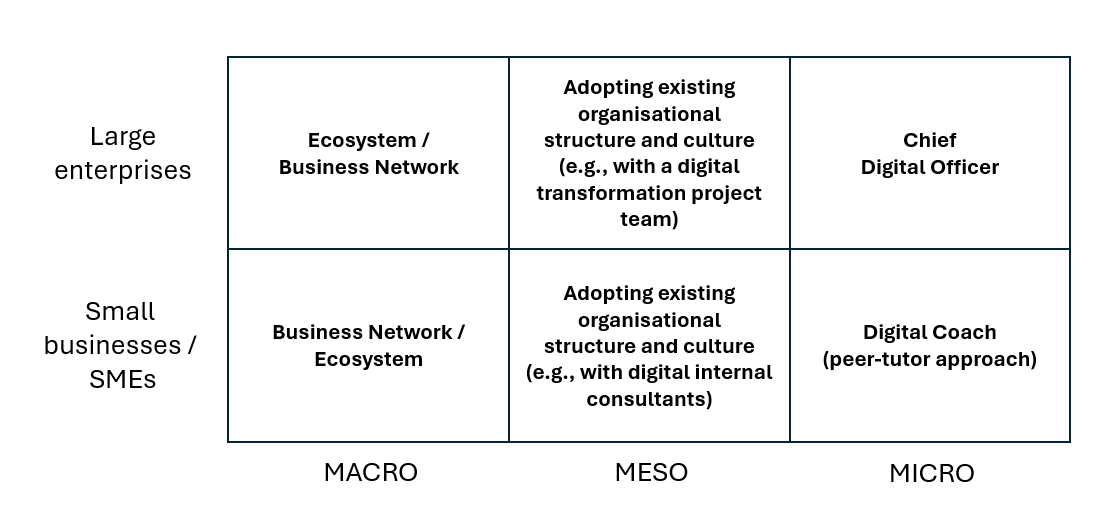 Large
enterprises
Ecosystem /
Business Network
Adopting existing
organisational
structure and culture
(e.g., with a digital
transformation project
team)
Chief
Digital Officer
Small
businesses /
SMEs
Business Network /
Ecosystem
Adopting existing
organisational
structure and culture
(e.g., with digital internal
consultants)
Digital Coach
(peer-tutor approach)
MACRO
MESO
MICRO